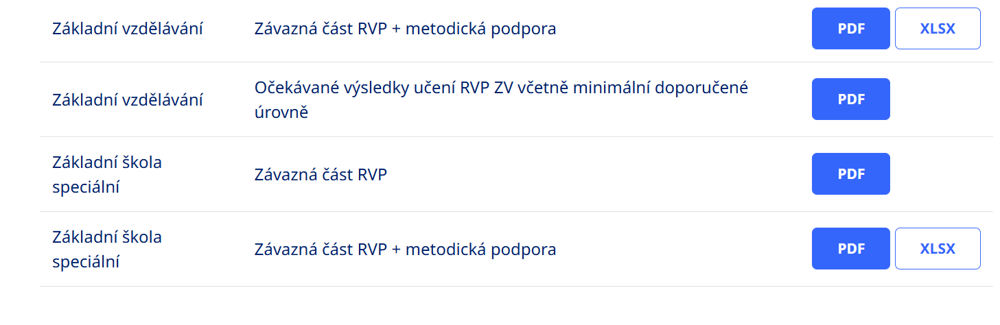 Základní vzdělávání Závazná část RVP + metodická podpora PDF XLSX
Základní vzdělávání Očekávané výsledky učení RVP ZV včetně minimální doporučené
úrovně PDF
Základní škola
speciální Závazná část RVP PDF
Základní škola
speciální Závazná část RVP + metodická podpora PDF XLSX